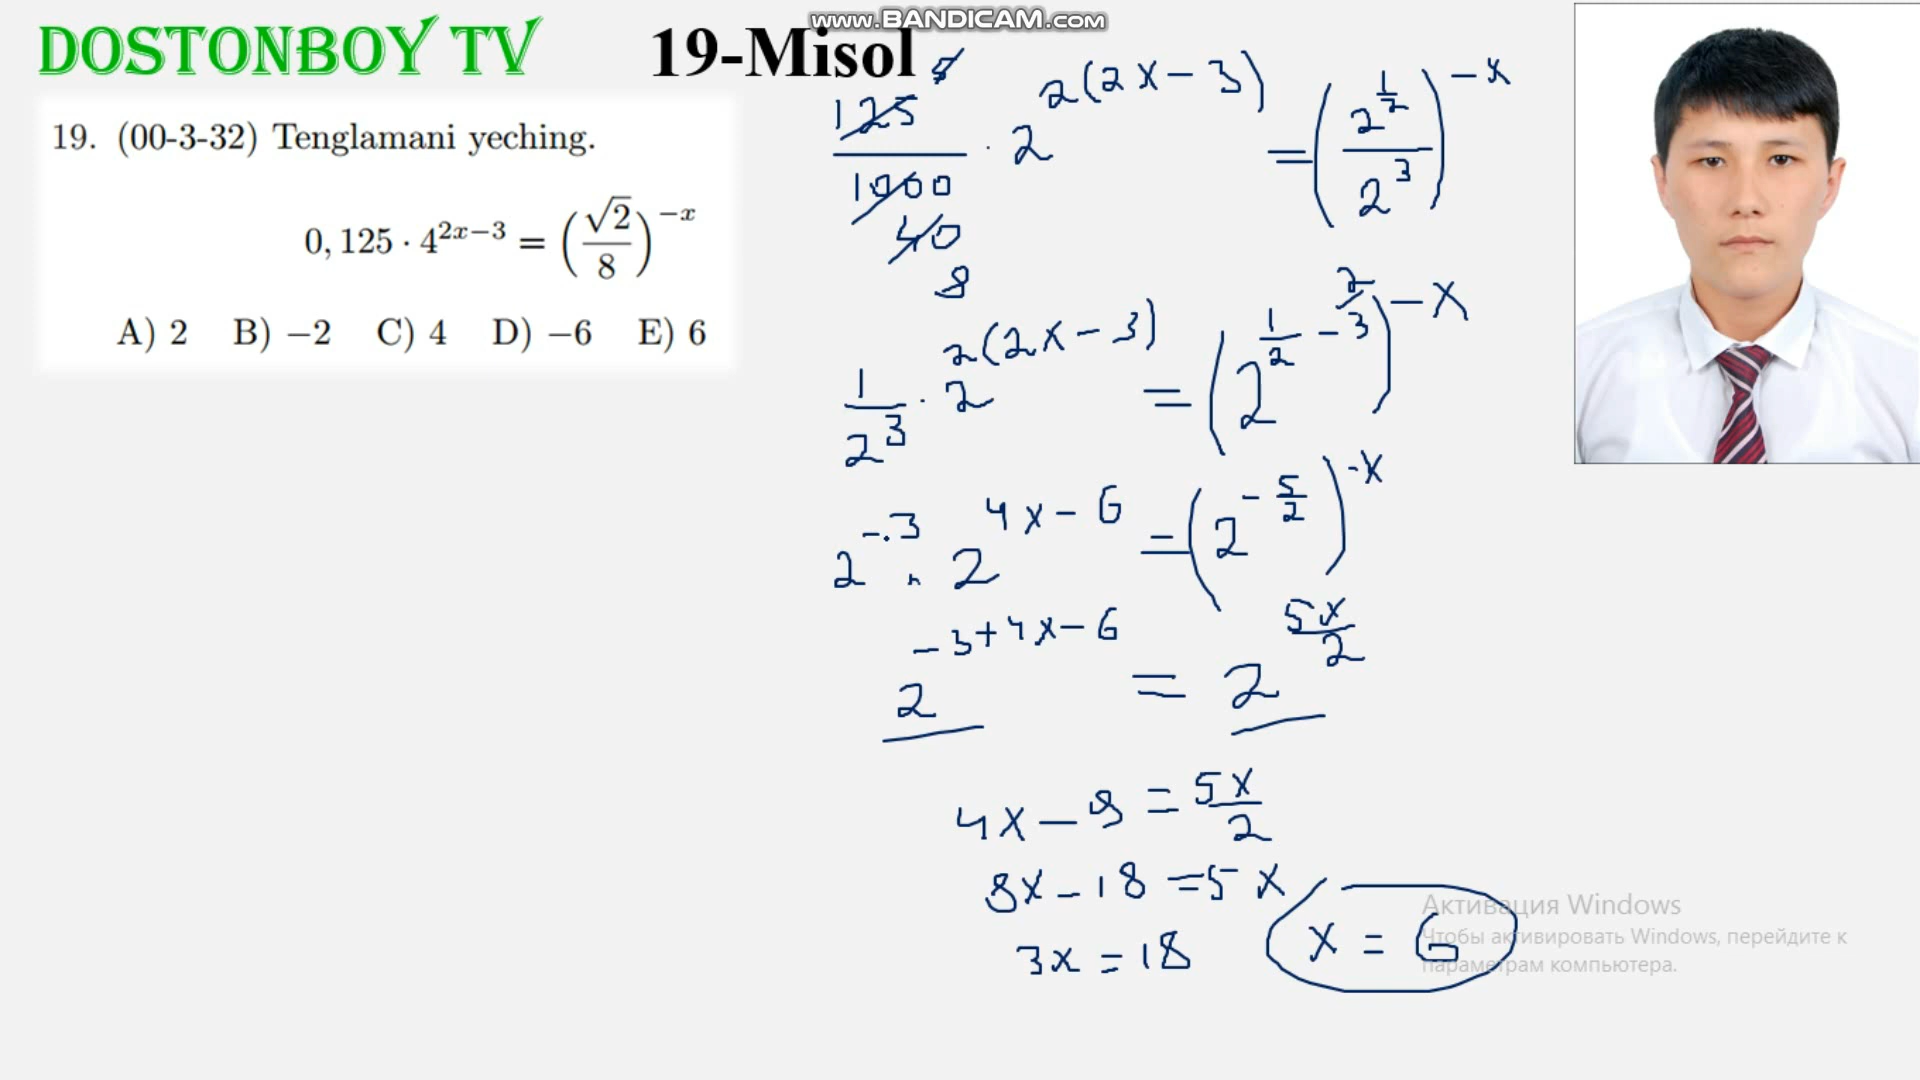 www.BANDICAM.com
DOSTONBOY TV
19-Misol
19. (00-3-32) Tenglamani yeching.
0, 125 · 4^{2x−3} = (√2/8)^{−x}
A) 2 B) −2 C) 4 D) −6 E) 6
125/1000 · 2^{2(2x−3)} = (2^{1/2}/2^3)^{−x}
40
8
1/2^3 · 2^{2(2x−3)} = (2^{1/2 − 3})^{−x}
2^{−3} · 2^{4x−6} = (2^{−5/2})^{−x}
2^{−3+4x−6} = 2^{5x/2}
4x − 9 = 5x/2
8x − 18 = 5x
3x = 18
x = 6
Активация Windows
Чтобы активировать Windows, перейдите к
параметрам компьютера.